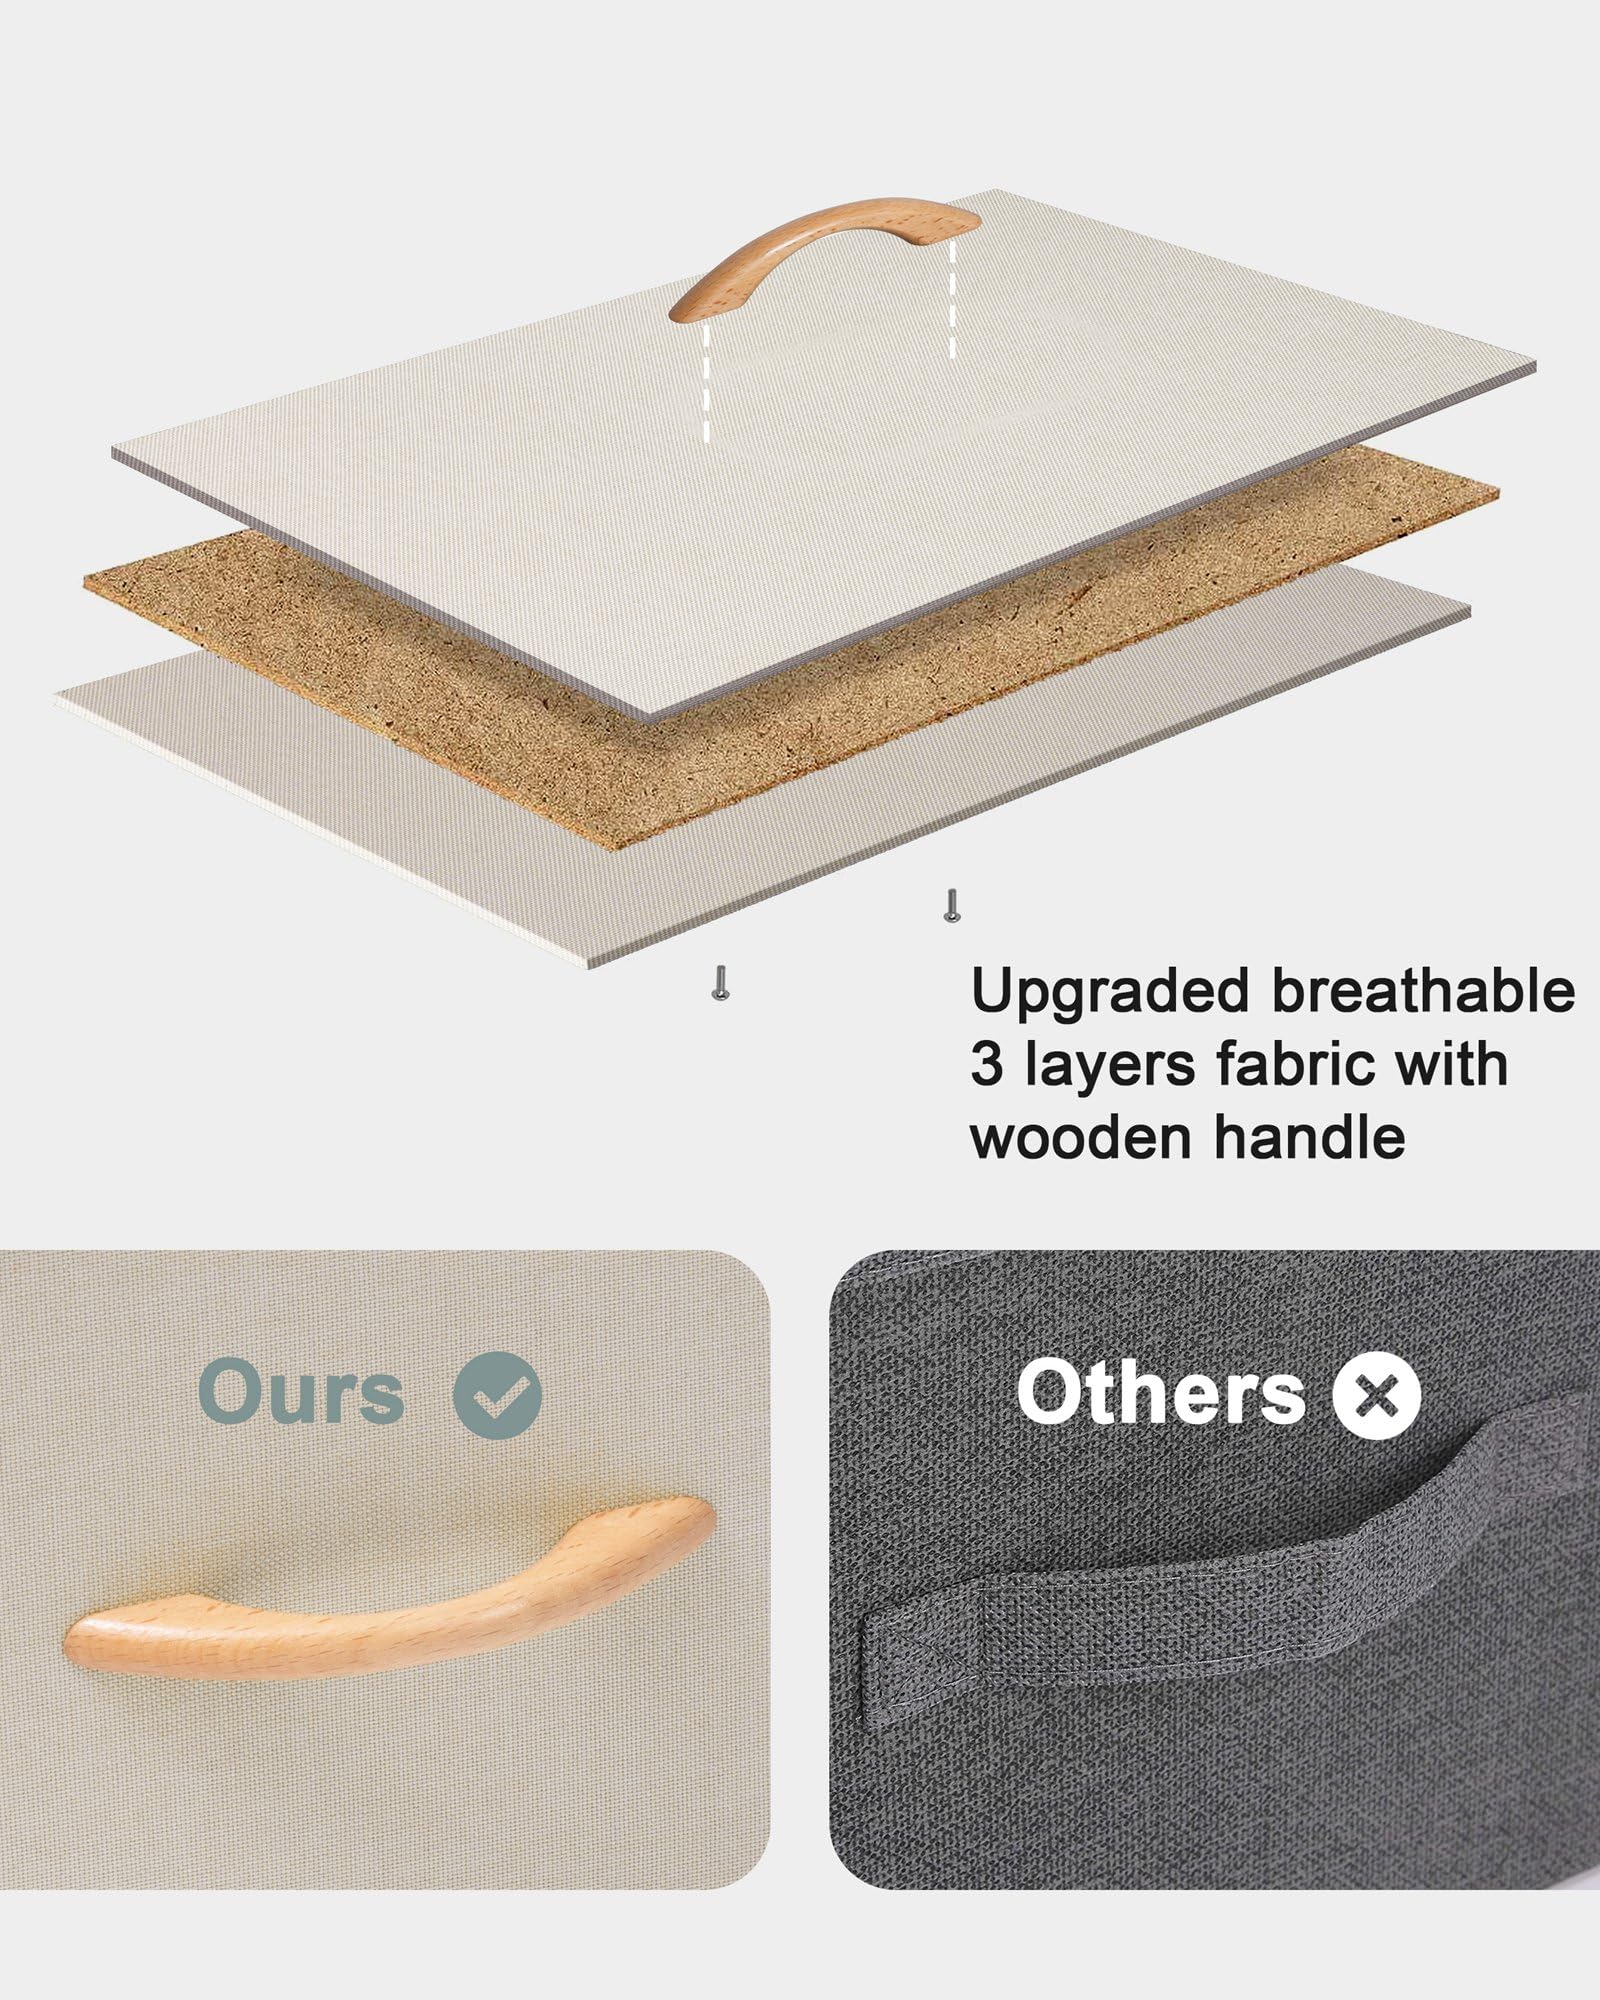 Upgraded breathable
3 layers fabric with
wooden handle
Ours
Others